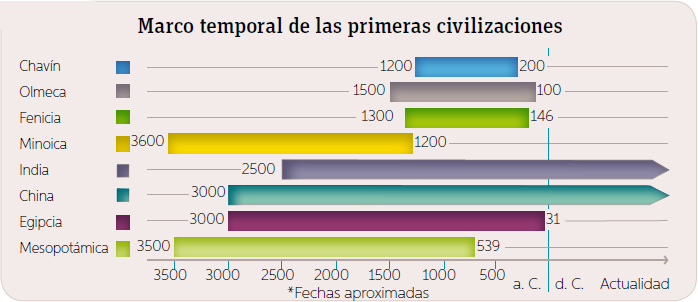 Marco temporal de las primeras civilizaciones
Chavín 1200 200
Olmeca 1500 100
Fenicia 1300 146
Minoica 3600 1200
India 2500
China 3000
Egipcia 3000 31
Mesopotámica 3500 539
3500 3000 2500 2000 1500 1000 500 a. C. d. C. Actualidad
*Fechas aproximadas